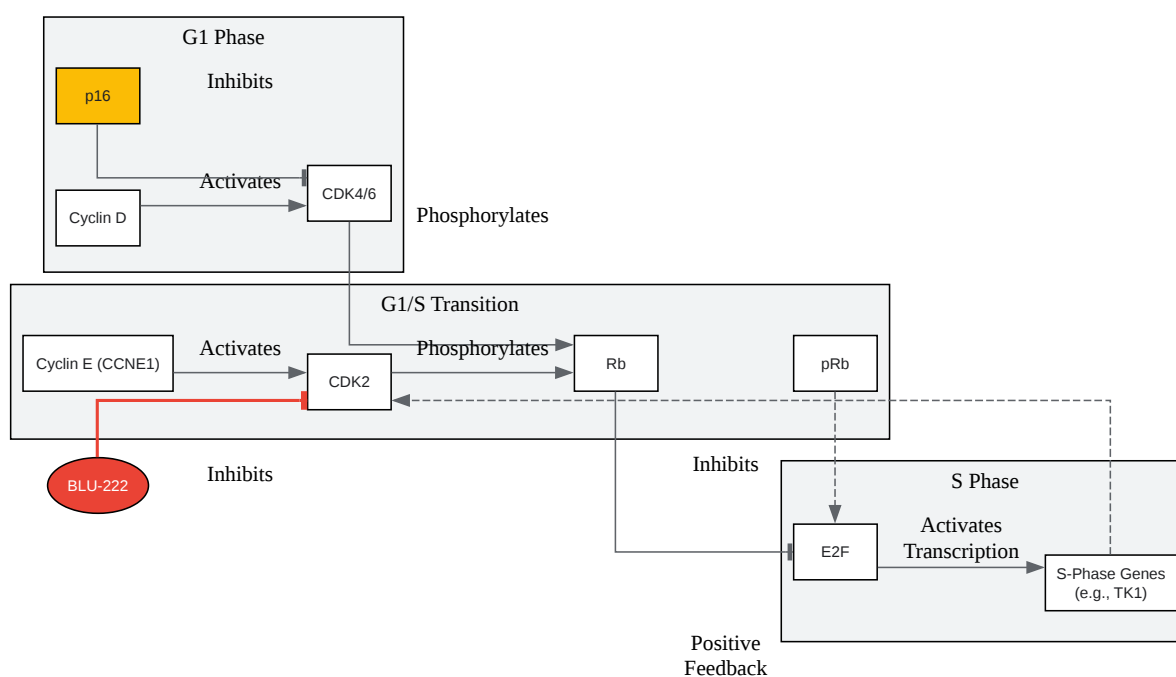 G1 Phase
Inhibits
p16
Activates
CDK4/6
Cyclin D
Phosphorylates
G1/S Transition
Cyclin E (CCNE1)
Activates
CDK2
Phosphorylates
Rb
pRb
BLU-222
Inhibits
Inhibits
S Phase
E2F
Activates
Transcription
S-Phase Genes
(e.g., TK1)
Positive
Feedback